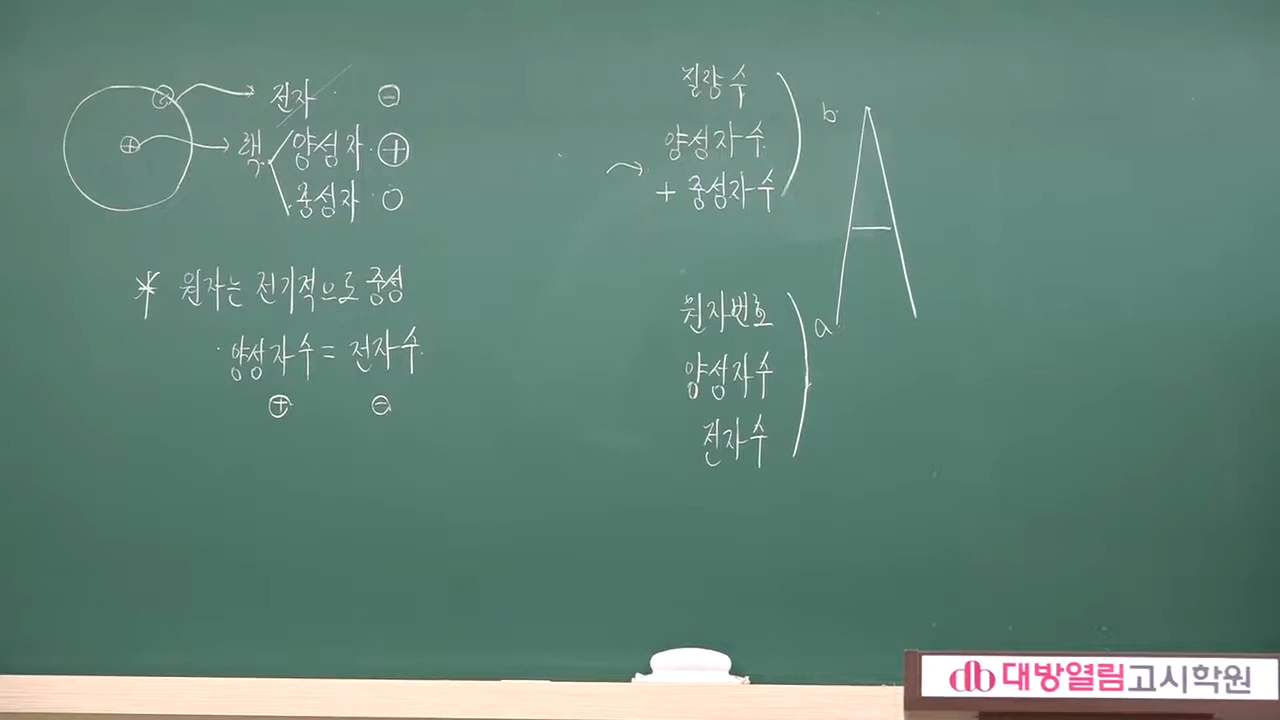 전자 ⊖
⊕ 핵 양성자 ⊕
중성자 ○
* 원자는 전기적으로 중성
양성자수 = 전자수
⊕ ⊖
질량수
양성자수
+ 중성자수
b
A
a
원자번호
양성자수
전자수
db 대방열림고시학원